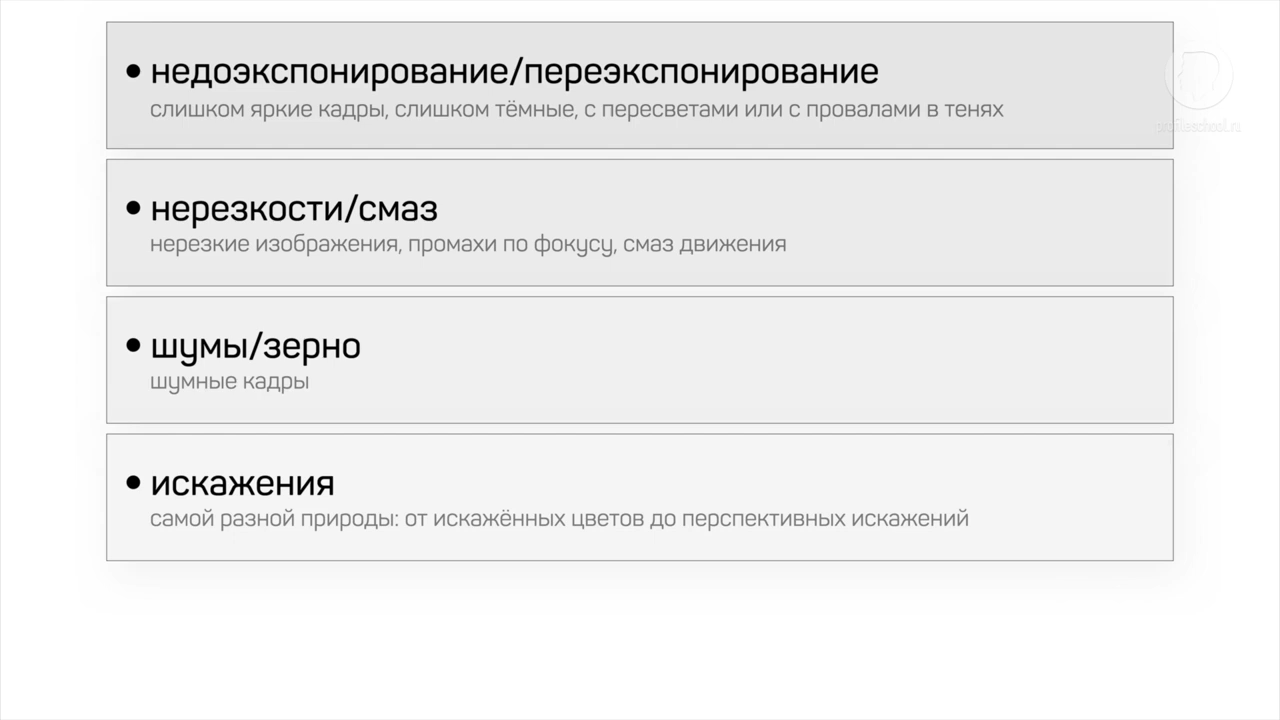 • недоэкспонирование/переэкспонирование
слишком яркие кадры, слишком тёмные, с пересветами или с провалами в тенях
• нерезкости/смаз
нерезкие изображения, промахи по фокусу, смаз движения
• шумы/зерно
шумные кадры
• искажения
самой разной природы: от искажённых цветов до перспективных искажений